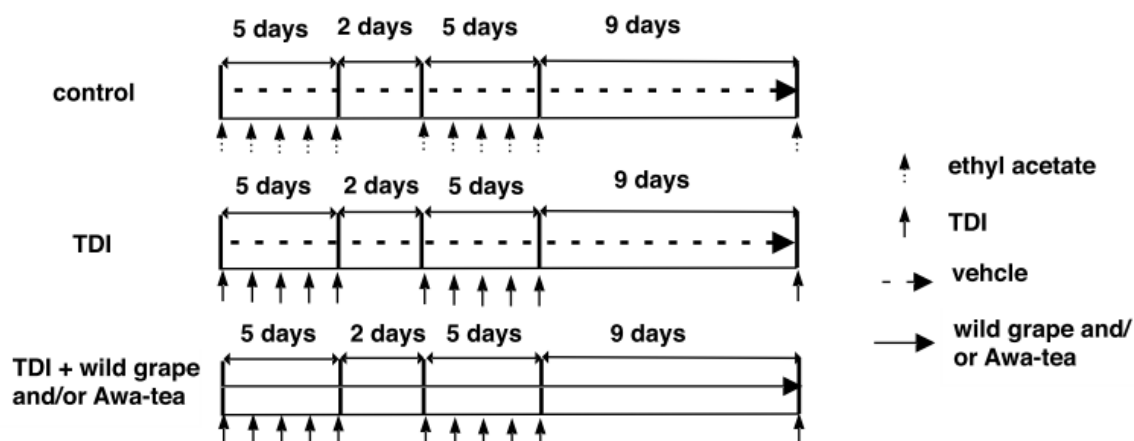 5 days 2 days 5 days 9 days
control
5 days 2 days 5 days 9 days
TDI
5 days 2 days 5 days 9 days
TDI + wild grape
and/or Awa-tea
ethyl acetate
TDI
vehcle
wild grape and/
or Awa-tea